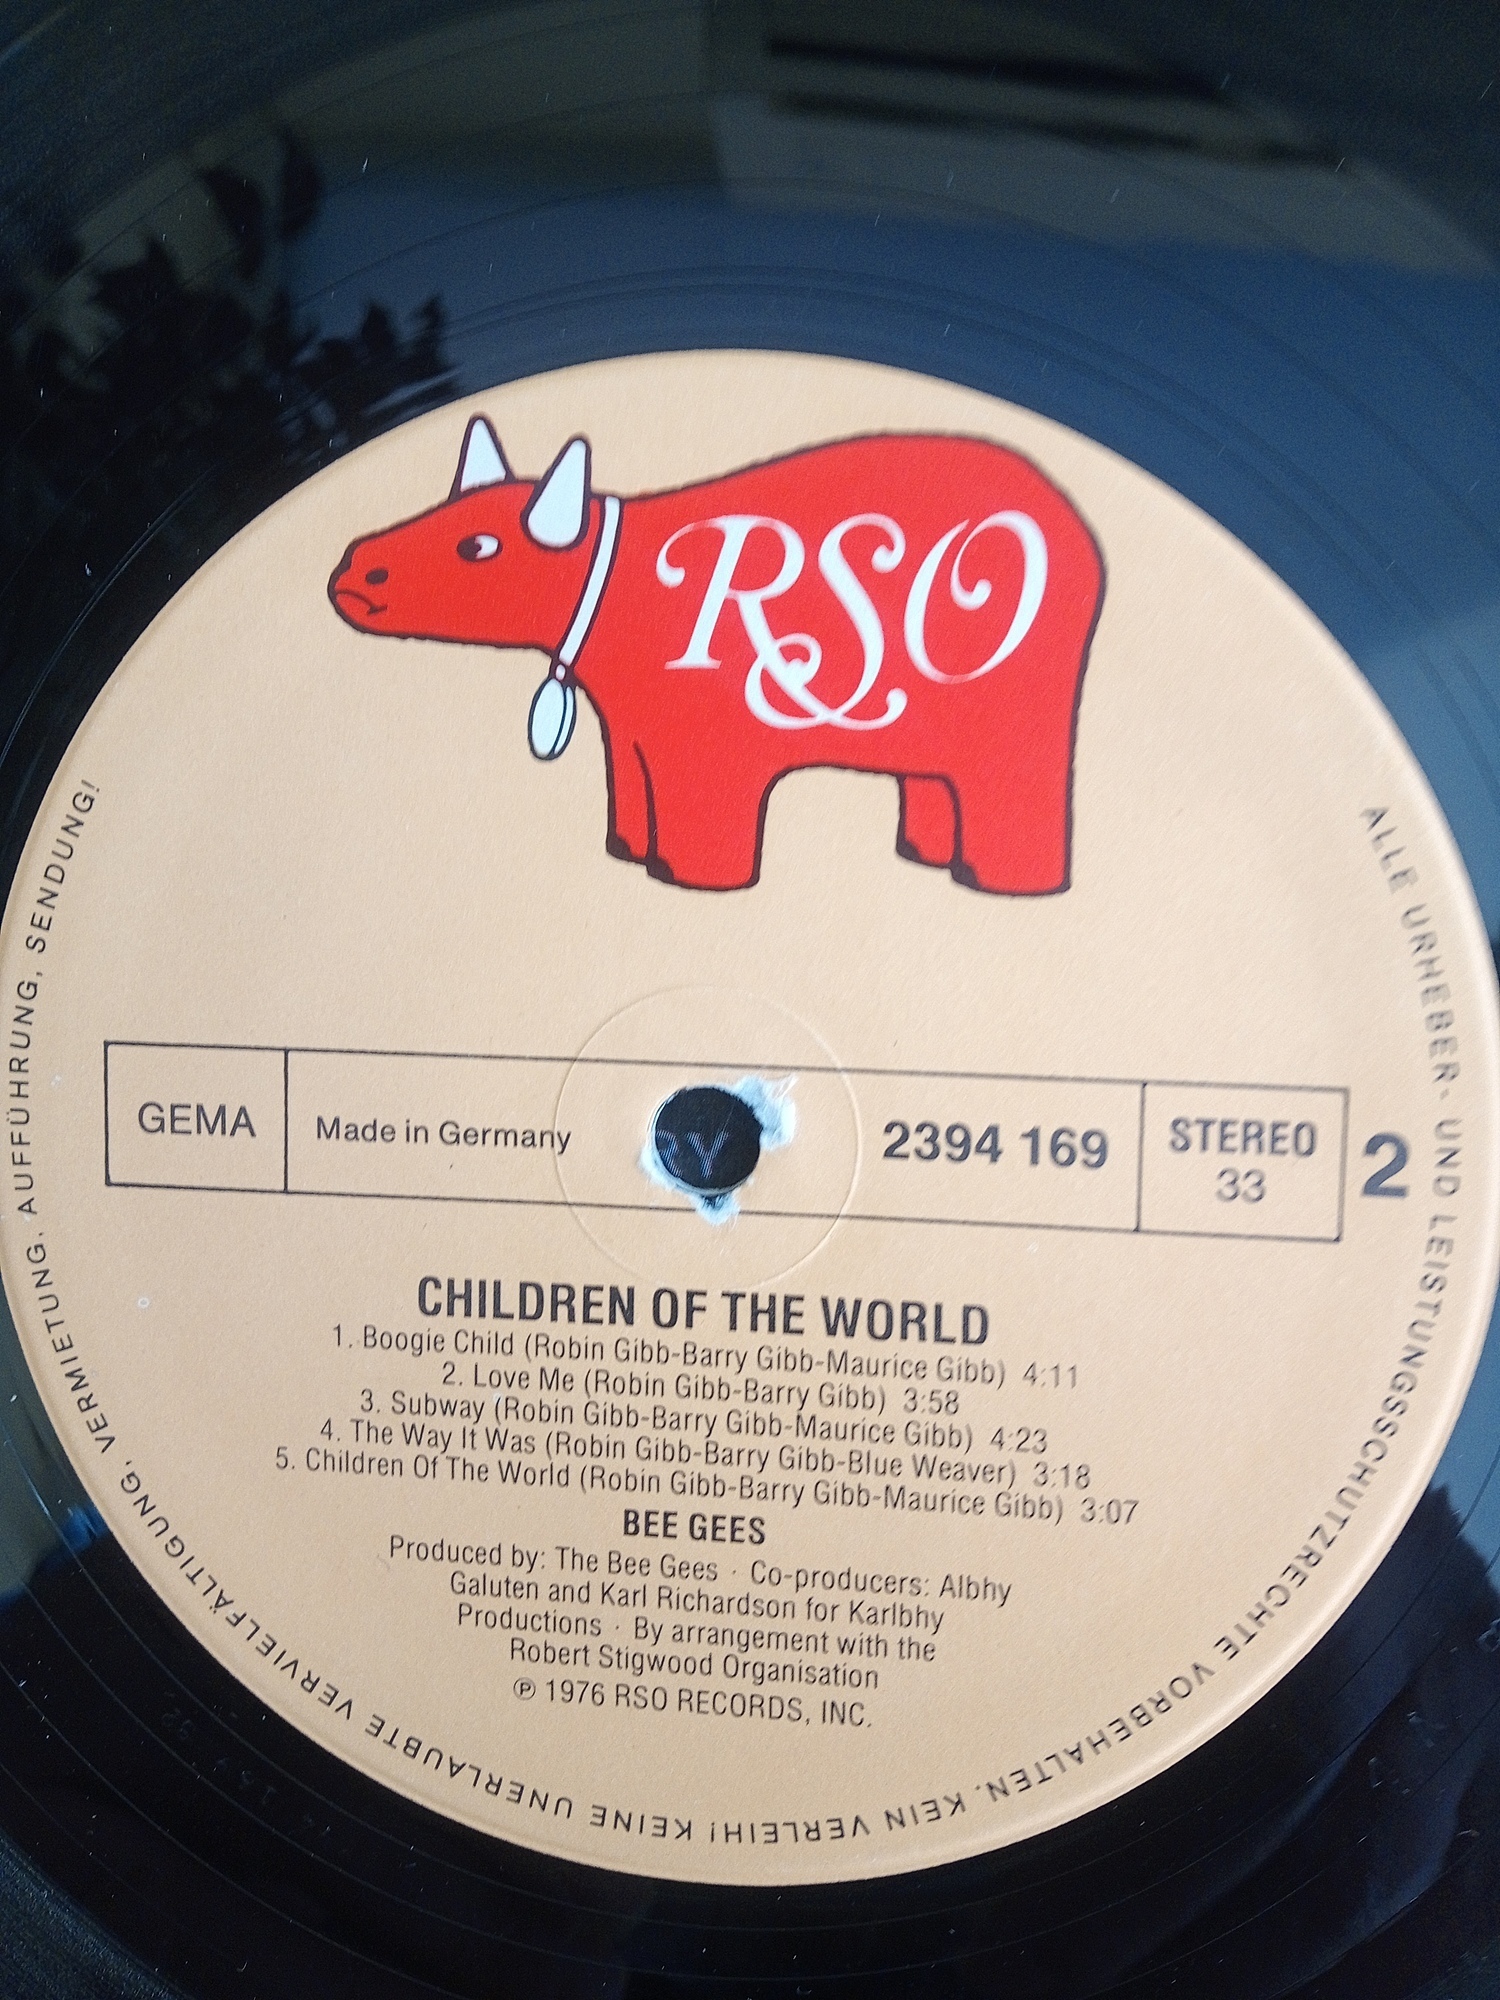 RSO
GEMA
Made in Germany
2394 169
STEREO
33
2
CHILDREN OF THE WORLD
1. Boogie Child (Robin Gibb-Barry Gibb-Maurice Gibb) 4:11
2. Love Me (Robin Gibb-Barry Gibb) 3:58
3. Subway (Robin Gibb-Barry Gibb-Maurice Gibb) 4:23
4. The Way It Was (Robin Gibb-Barry Gibb-Blue Weaver) 3:18
5. Children Of The World (Robin Gibb-Barry Gibb-Maurice Gibb) 3:07
BEE GEES
Produced by: The Bee Gees · Co-producers: Albhy
Galuten and Karl Richardson for Karlbhy
Productions · By arrangement with the
Robert Stigwood Organisation
℗ 1976 RSO RECORDS, INC.
ALLE URHEBER- UND LEISTUNGSSCHUTZRECHTE VORBEHALTEN. KEIN VERLEIH! KEINE UNERLAUBTE VERVIELFÄLTIGUNG, VERMIETUNG, AUFFÜHRUNG, SENDUNG!